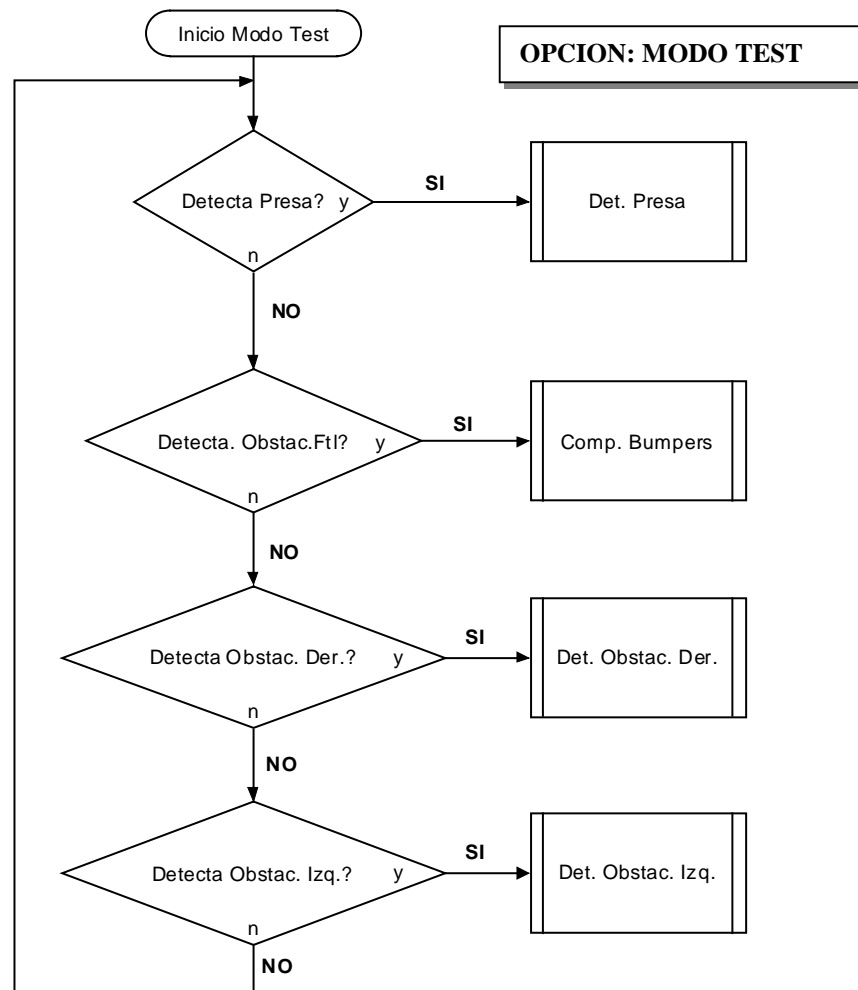 Inicio Modo Test
OPCION: MODO TEST
Detecta Presa? y
SI
Det. Presa
n
NO
Detecta. Obstac.Ftl? y
SI
Comp. Bumpers
n
NO
Detecta Obstac. Der.? y
SI
Det. Obstac. Der.
n
NO
Detecta Obstac. Izq.? y
SI
Det. Obstac. Izq.
n
NO